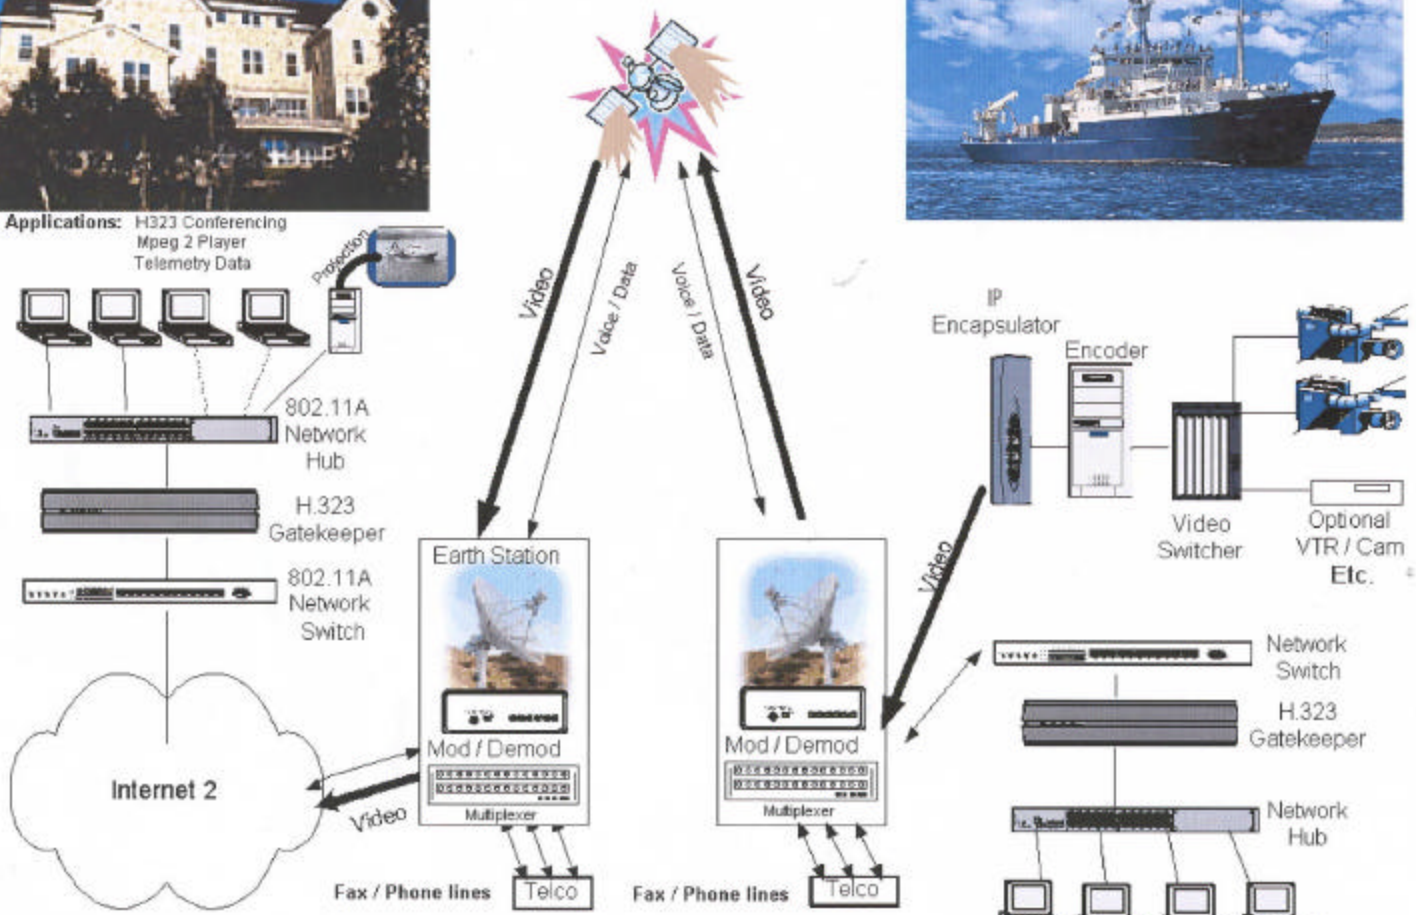 Applications: H323 Conferencing
Mpeg 2 Player
Telemetry Data
Projection
802.11A
Network
Hub
H.323
Gatekeeper
802.11A
Network
Switch
Internet 2
Video
Voice / Data
Voice / Data
Video
Earth Station
Mod / Demod
Multiplexer
Video
Fax / Phone lines
Telco
Mod / Demod
Multiplexer
Fax / Phone lines
Telco
Video
IP
Encapsulator
Encoder
Video
Switcher
Optional
VTR / Cam
Etc.
Network
Switch
H.323
Gatekeeper
Network
Hub